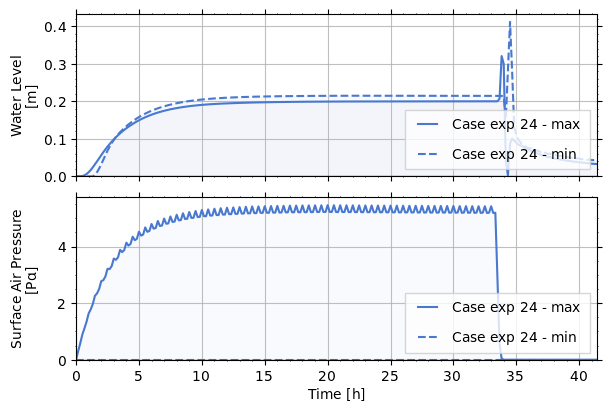 0.4
0.3
0.2
0.1
0.0
Water Level
[m]
Case exp 24 - max
Case exp 24 - min
4
2
0
Surface Air Pressure
[Pa]
Case exp 24 - max
Case exp 24 - min
0 5 10 15 20 25 30 35 40
Time [h]